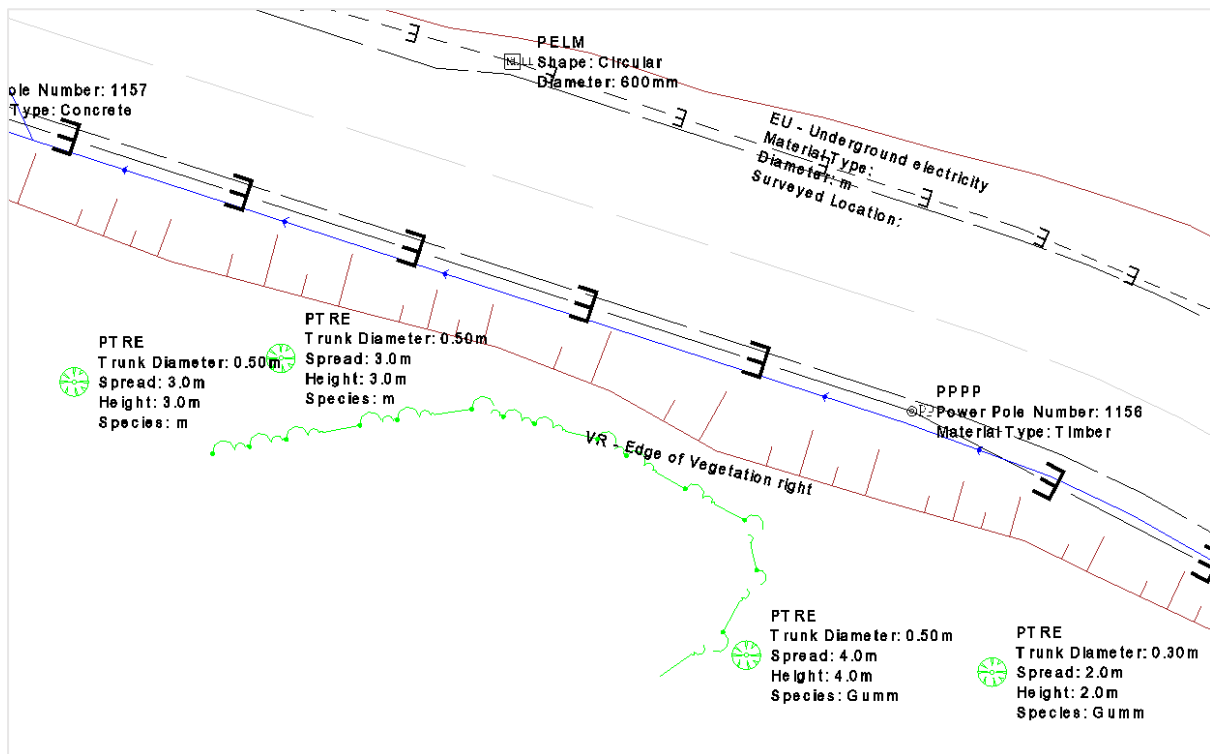 PELM
Shape: Circular
Diameter: 600mm
ole Number: 1157
Type: Concrete
EU - Underground electricity
Material Type:
Diameter: m
Surveyed Location:
PTRE
Trunk Diameter: 0.50m
Spread: 3.0m
Height: 3.0m
Species: m
PTRE
Trunk Diameter: 0.50m
Spread: 3.0m
Height: 3.0m
Species: m
PPPP
Power Pole Number: 1156
Material Type: Timber
VR - Edge of Vegetation right
PTRE
Trunk Diameter: 0.50m
Spread: 4.0m
Height: 4.0m
Species: Gumm
PTRE
Trunk Diameter: 0.30m
Spread: 2.0m
Height: 2.0m
Species: Gumm